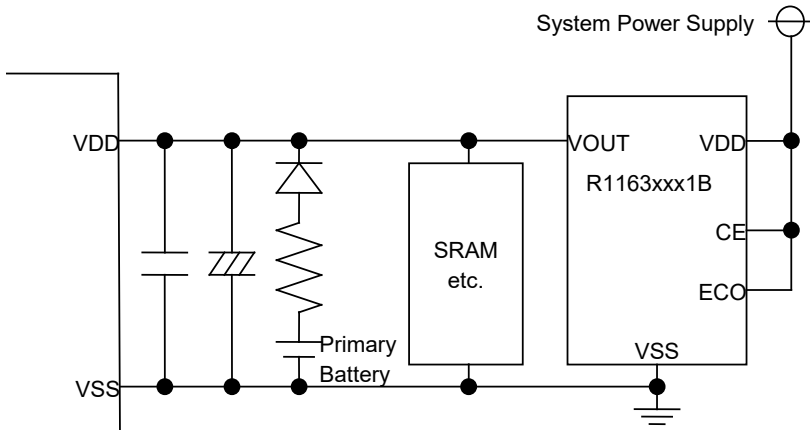 System Power Supply
VDD
VOUT
VDD
R1163xxx1B
CE
SRAM
etc.
ECO
Primary
Battery
VSS
VSS